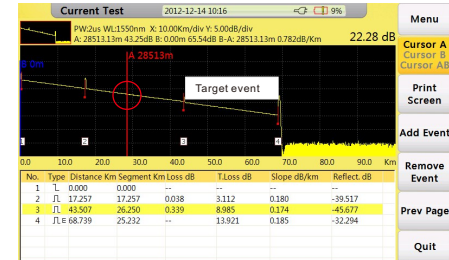 Current Test 2012-12-14 10:16 9%
PW:2us WL:1550nm X: 10.00Km/div Y: 5.00dB/div
A: 28513.13m 43.25dB B: 0.00m 65.54dB B-A: 28513.13m 0.782dB/Km 22.28 dB
B 0m A 28513m
Target event
1 2 3 4
0.0 10.0 20.0 30.0 40.0 50.0 60.0 70.0 80.0 90.0 Km
No. Type Distance Km Segment Km Loss dB T.Loss dB Slope dB/km Reflect. dB
1 0.000 0.000 -- -- -- --
2 17.257 17.257 0.038 3.112 0.180 -39.517
3 43.507 26.250 0.339 8.985 0.174 -45.677
4 E 68.739 25.232 -- 13.921 0.185 -32.294
Menu
Cursor A
Cursor B
Cursor AB
Print
Screen
Add Event
Remove
Event
Prev Page
Quit